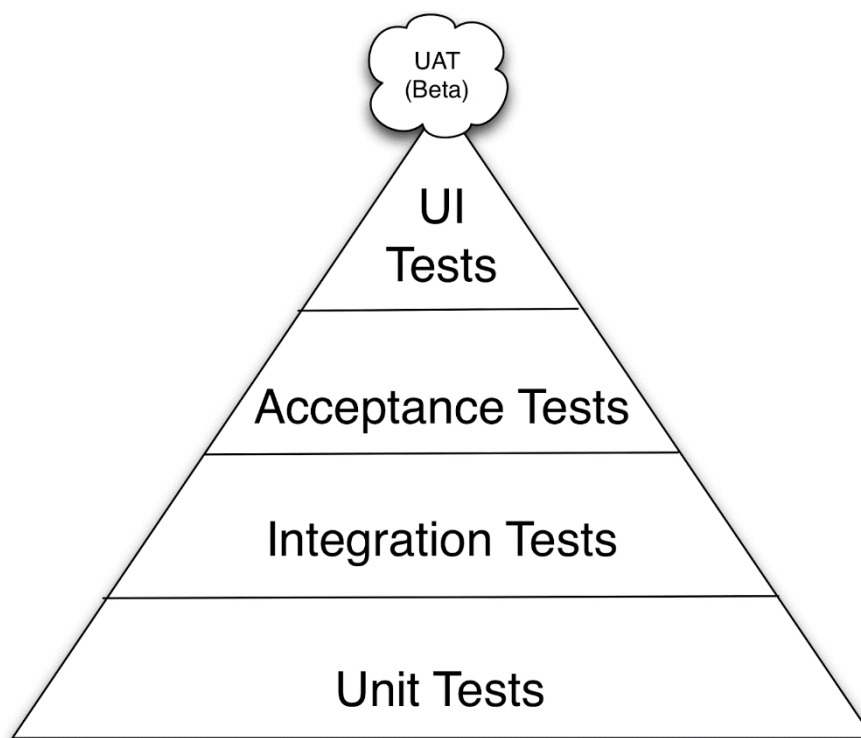 UAT
(Beta)
UI
Tests
Acceptance Tests
Integration Tests
Unit Tests